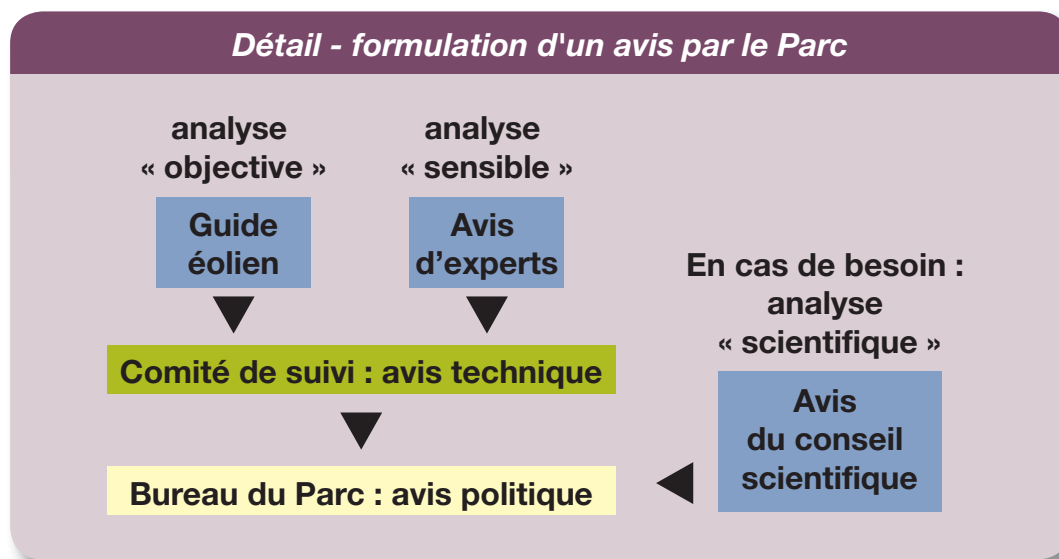 Détail - formulation d'un avis par le Parc
analyse
« objective »
Guide
éolien
analyse
« sensible »
Avis
d’experts
Comité de suivi : avis technique
Bureau du Parc : avis politique
En cas de besoin :
analyse
« scientifique »
Avis
du conseil
scientifique